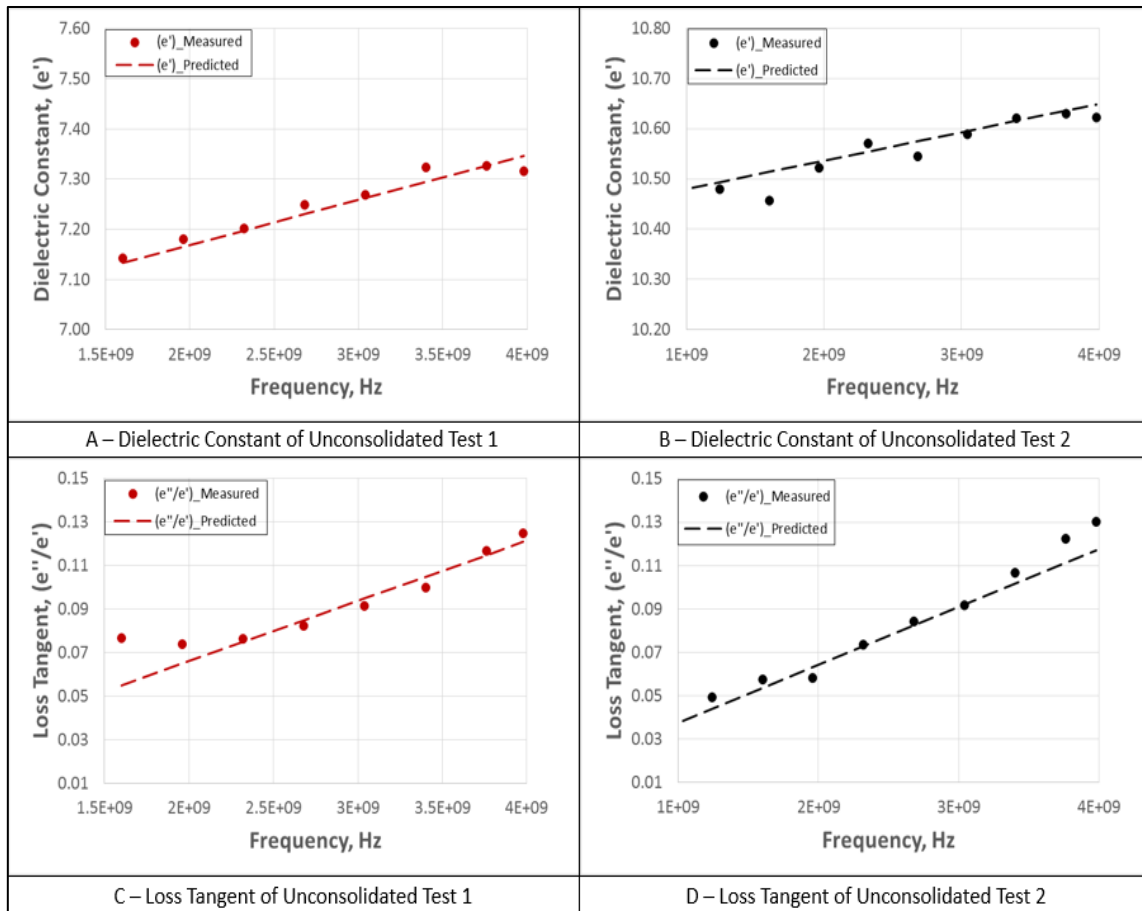 7.60
7.50
7.40
7.30
7.20
7.10
7.00
Dielectric Constant, (e')
(e')_Measured
(e')_Predicted
1.5E+09 2E+09 2.5E+09 3E+09 3.5E+09 4E+09
Frequency, Hz
10.80
10.70
10.60
10.50
10.40
10.30
10.20
Dielectric Constant, (e')
(e')_Measured
(e')_Predicted
1E+09 2E+09 3E+09 4E+09
Frequency, Hz
A – Dielectric Constant of Unconsolidated Test 1
B – Dielectric Constant of Unconsolidated Test 2
0.15
0.13
0.11
0.09
0.07
0.05
0.03
0.01
Loss Tangent, (e''/e')
(e''/e')_Measured
(e''/e')_Predicted
1.5E+09 2E+09 2.5E+09 3E+09 3.5E+09 4E+09
Frequency, Hz
0.15
0.13
0.11
0.09
0.07
0.05
0.03
0.01
Loss Tangent, (e''/e')
(e''/e')_Measured
(e''/e')_Predicted
1E+09 2E+09 3E+09 4E+09
Frequency, Hz
C – Loss Tangent of Unconsolidated Test 1
D – Loss Tangent of Unconsolidated Test 2